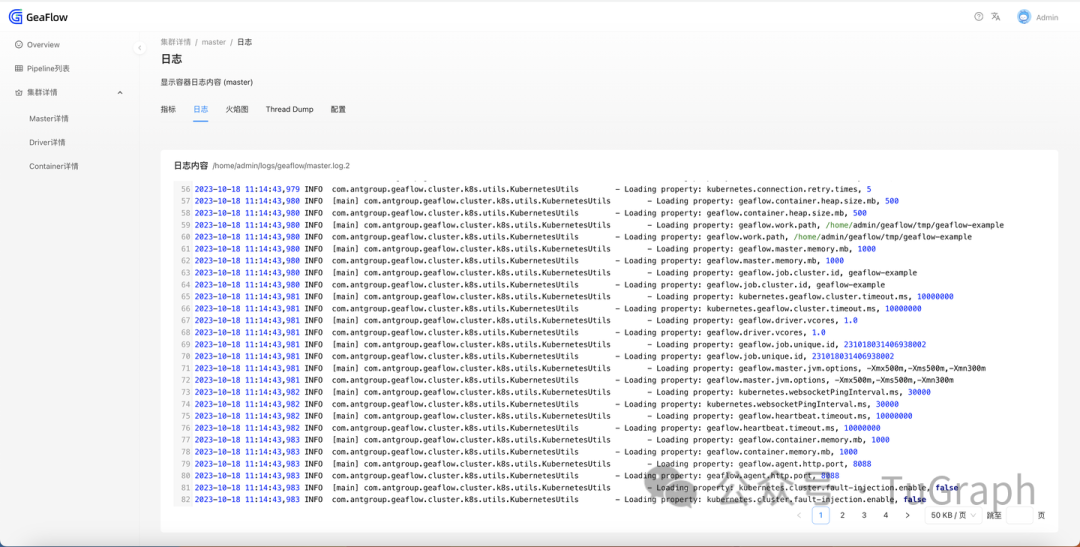 GeaFlow
Admin
Overview
Pipeline列表
集群详情
Master详情
Driver详情
Container详情
集群详情 / master / 日志
日志
显示容器日志内容 (master)
指标 日志 火焰图 Thread Dump 配置
日志内容 /home/admin/logs/geaflow/master.log.2
56 2023-10-18 11:14:43,979 INFO com.antgroup.geaflow.cluster.k8s.utils.KubernetesUtils - Loading property: kubernetes.connection.retry.times, 5
57 2023-10-18 11:14:43,980 INFO [main] com.antgroup.geaflow.cluster.k8s.utils.KubernetesUtils - Loading property: geaflow.container.heap.size.mb, 500
58 2023-10-18 11:14:43,980 INFO com.antgroup.geaflow.cluster.k8s.utils.KubernetesUtils - Loading property: geaflow.container.heap.size.mb, 500
59 2023-10-18 11:14:43,980 INFO [main] com.antgroup.geaflow.cluster.k8s.utils.KubernetesUtils - Loading property: geaflow.work.path, /home/admin/geaflow/tmp/geaflow-example
60 2023-10-18 11:14:43,980 INFO com.antgroup.geaflow.cluster.k8s.utils.KubernetesUtils - Loading property: geaflow.work.path, /home/admin/geaflow/tmp/geaflow-example
61 2023-10-18 11:14:43,980 INFO [main] com.antgroup.geaflow.cluster.k8s.utils.KubernetesUtils - Loading property: geaflow.master.memory.mb, 1000
62 2023-10-18 11:14:43,980 INFO com.antgroup.geaflow.cluster.k8s.utils.KubernetesUtils - Loading property: geaflow.master.memory.mb, 1000
63 2023-10-18 11:14:43,980 INFO [main] com.antgroup.geaflow.cluster.k8s.utils.KubernetesUtils - Loading property: geaflow.job.cluster.id, geaflow-example
64 2023-10-18 11:14:43,980 INFO com.antgroup.geaflow.cluster.k8s.utils.KubernetesUtils - Loading property: geaflow.job.cluster.id, geaflow-example
65 2023-10-18 11:14:43,981 INFO [main] com.antgroup.geaflow.cluster.k8s.utils.KubernetesUtils - Loading property: kubernetes.geaflow.cluster.timeout.ms, 10000000
66 2023-10-18 11:14:43,981 INFO com.antgroup.geaflow.cluster.k8s.utils.KubernetesUtils - Loading property: kubernetes.geaflow.cluster.timeout.ms, 10000000
67 2023-10-18 11:14:43,981 INFO [main] com.antgroup.geaflow.cluster.k8s.utils.KubernetesUtils - Loading property: geaflow.driver.vcores, 1.0
68 2023-10-18 11:14:43,981 INFO com.antgroup.geaflow.cluster.k8s.utils.KubernetesUtils - Loading property: geaflow.driver.vcores, 1.0
69 2023-10-18 11:14:43,981 INFO [main] com.antgroup.geaflow.cluster.k8s.utils.KubernetesUtils - Loading property: geaflow.job.unique.id, 231018031406938002
70 2023-10-18 11:14:43,981 INFO com.antgroup.geaflow.cluster.k8s.utils.KubernetesUtils - Loading property: geaflow.job.unique.id, 231018031406938002
71 2023-10-18 11:14:43,981 INFO [main] com.antgroup.geaflow.cluster.k8s.utils.KubernetesUtils - Loading property: geaflow.master.jvm.options, -Xmx500m,-Xms500m,-Xmn300m
72 2023-10-18 11:14:43,981 INFO com.antgroup.geaflow.cluster.k8s.utils.KubernetesUtils - Loading property: geaflow.master.jvm.options, -Xmx500m,-Xms500m,-Xmn300m
73 2023-10-18 11:14:43,982 INFO [main] com.antgroup.geaflow.cluster.k8s.utils.KubernetesUtils - Loading property: kubernetes.websocketPingInterval.ms, 30000
74 2023-10-18 11:14:43,982 INFO com.antgroup.geaflow.cluster.k8s.utils.KubernetesUtils - Loading property: kubernetes.websocketPingInterval.ms, 30000
75 2023-10-18 11:14:43,982 INFO [main] com.antgroup.geaflow.cluster.k8s.utils.KubernetesUtils - Loading property: geaflow.heartbeat.timeout.ms, 10000000
76 2023-10-18 11:14:43,982 INFO com.antgroup.geaflow.cluster.k8s.utils.KubernetesUtils - Loading property: geaflow.heartbeat.timeout.ms, 10000000
77 2023-10-18 11:14:43,983 INFO [main] com.antgroup.geaflow.cluster.k8s.utils.KubernetesUtils - Loading property: geaflow.container.memory.mb, 1000
78 2023-10-18 11:14:43,983 INFO com.antgroup.geaflow.cluster.k8s.utils.KubernetesUtils - Loading property: geaflow.container.memory.mb, 1000
79 2023-10-18 11:14:43,983 INFO [main] com.antgroup.geaflow.cluster.k8s.utils.KubernetesUtils - Loading property: geaflow.agent.http.port, 8088
80 2023-10-18 11:14:43,983 INFO com.antgroup.geaflow.cluster.k8s.utils.KubernetesUtils - Loading property: geaflow.agent.http.port, 8088
81 2023-10-18 11:14:43,983 INFO [main] com.antgroup.geaflow.cluster.k8s.utils.KubernetesUtils - Loading property: kubernetes.cluster.fault-injection.enable, false
82 2023-10-18 11:14:43,983 INFO com.antgroup.geaflow.cluster.k8s.utils.KubernetesUtils - Loading property: kubernetes.cluster.fault-injection.enable, false
公众号 · TuGraph
< 1 2 3 4 > 50 KB / 页 跳至 页